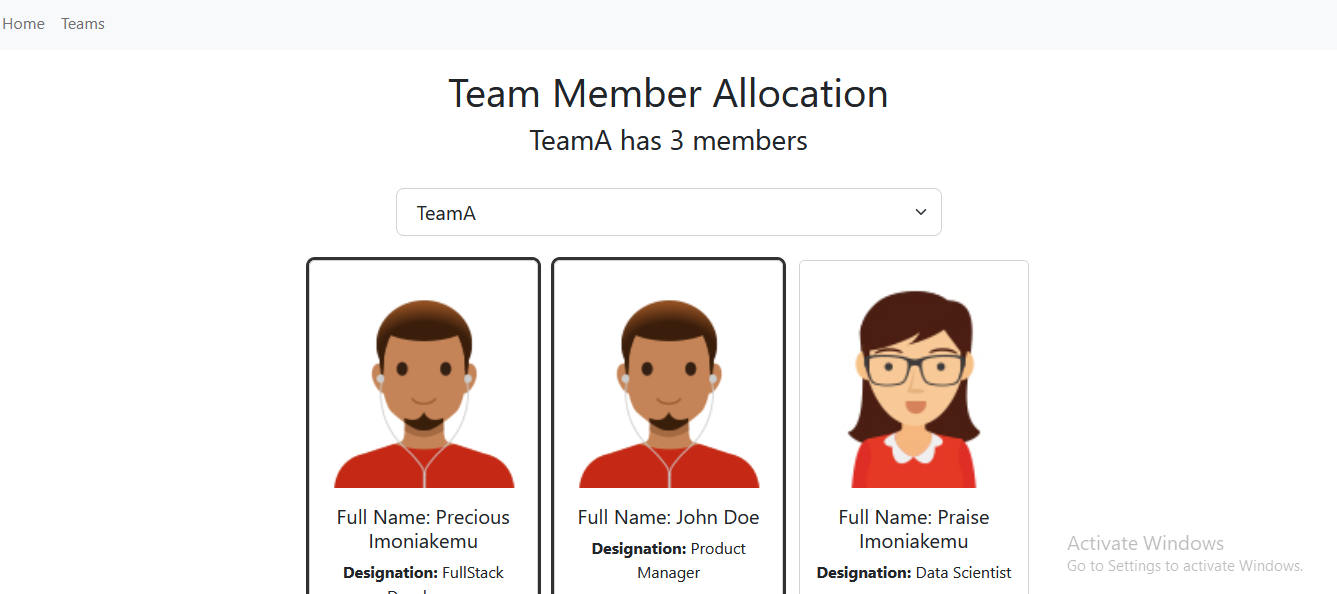 Home Teams
Team Member Allocation
TeamA has 3 members
TeamA
Full Name: Precious
Imoniakemu
Designation: FullStack
Full Name: John Doe
Designation: Product
Manager
Full Name: Praise
Imoniakemu
Designation: Data Scientist
Activate Windows
Go to Settings to activate Windows.